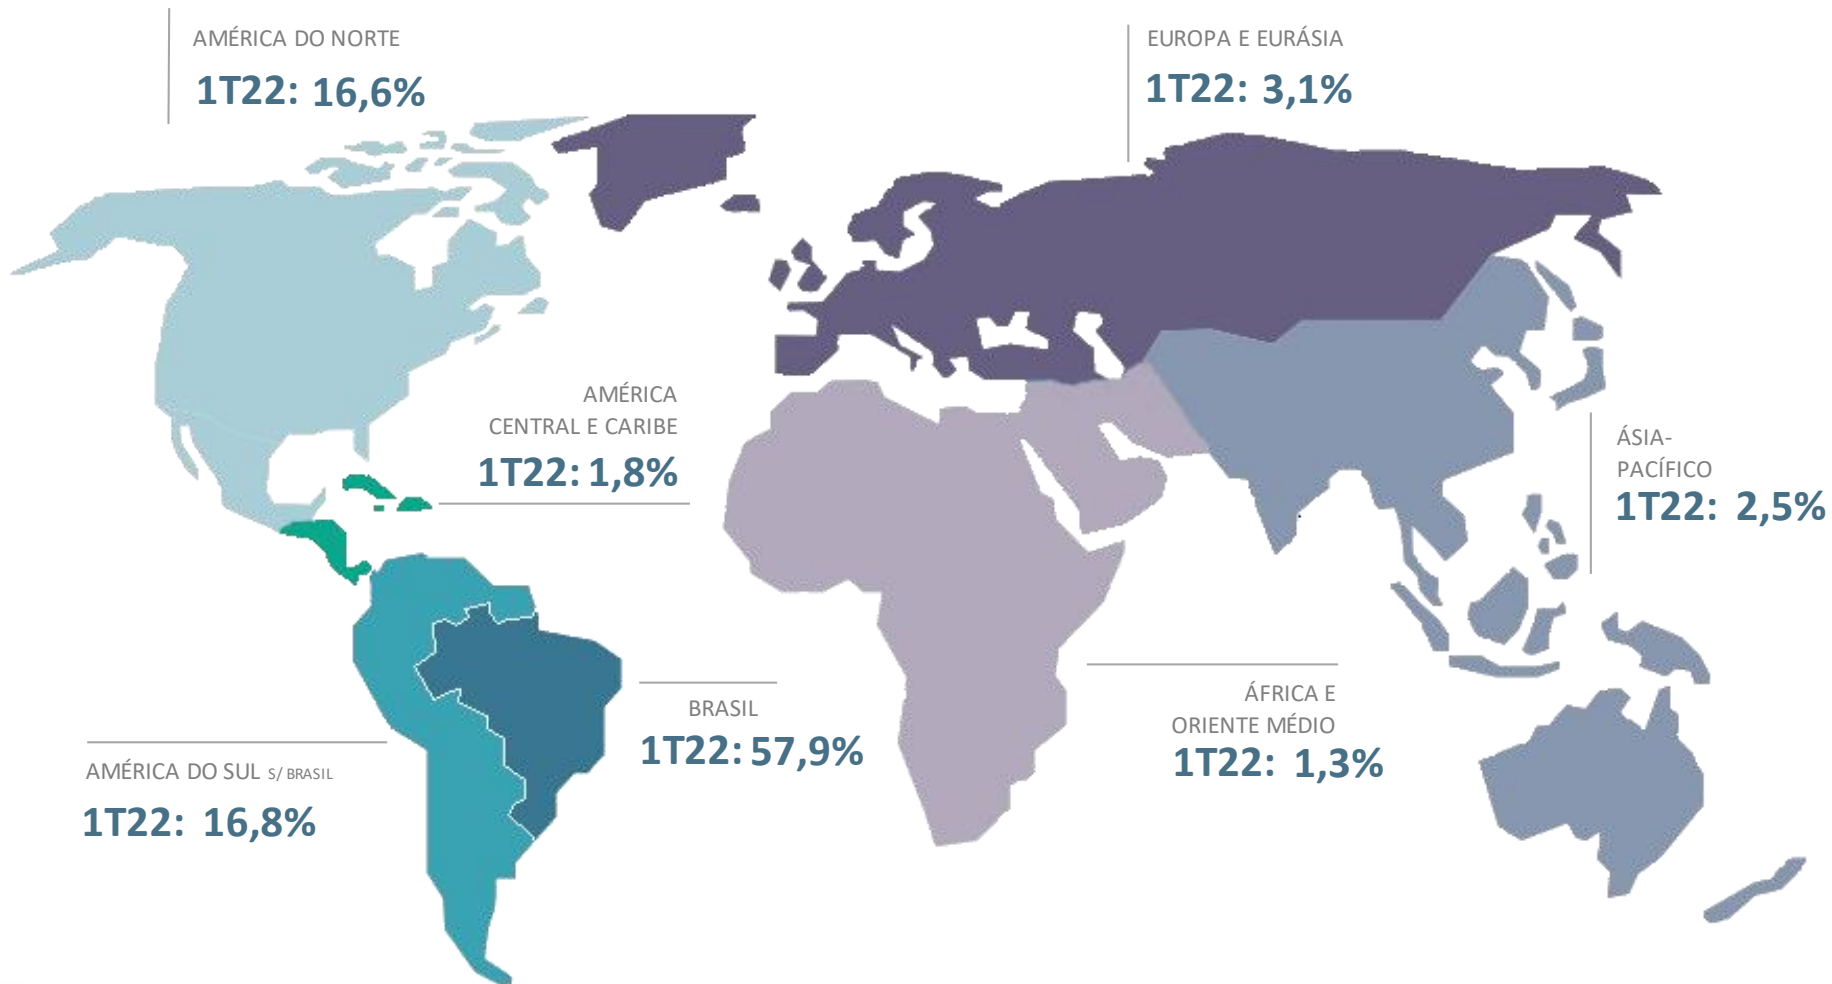 AMÉRICA DO NORTE
1T22: 16,6%
EUROPA E EURÁSIA
1T22: 3,1%
AMÉRICA
CENTRAL E CARIBE
1T22: 1,8%
ÁSIA-
PACÍFICO
1T22: 2,5%
BRASIL
1T22: 57,9%
ÁFRICA E
ORIENTE MÉDIO
1T22: 1,3%
AMÉRICA DO SUL S/ BRASIL
1T22: 16,8%